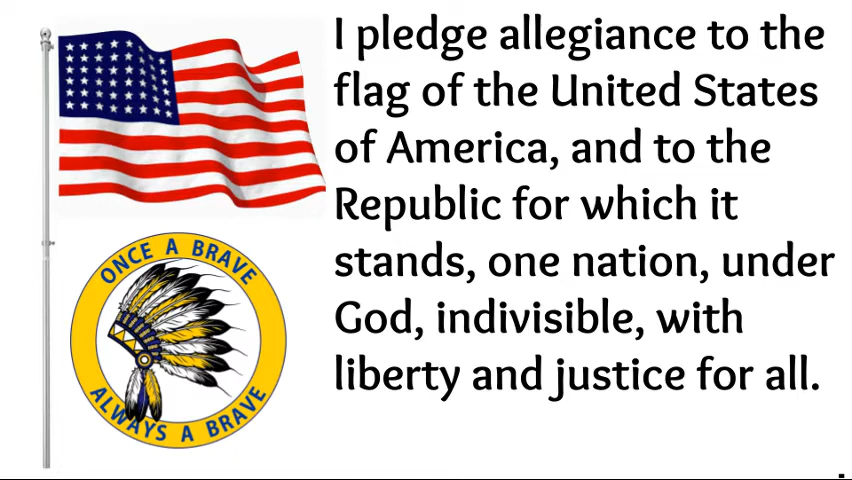 I pledge allegiance to the
flag of the United States
of America, and to the
Republic for which it
stands, one nation, under
God, indivisible, with
liberty and justice for all.
ONCE A BRAVE
ALWAYS A BRAVE